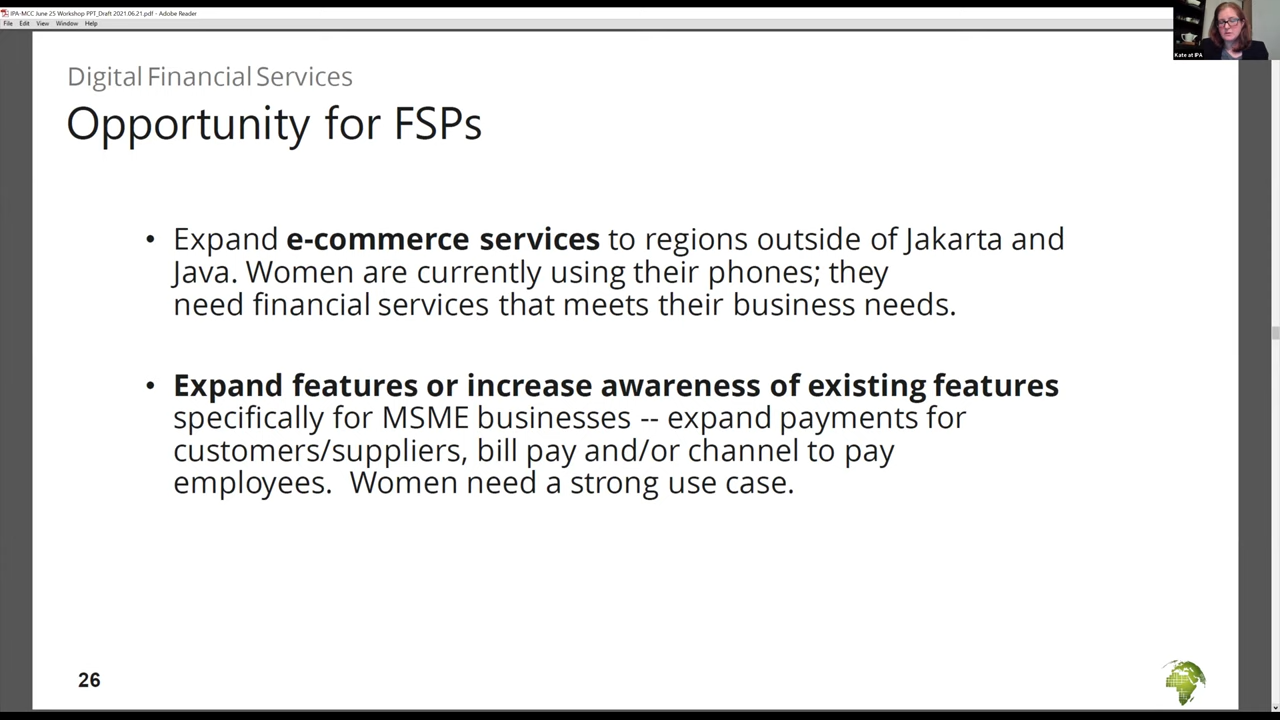 IPA-MCC June 25 Workshop PPT_Draft 2021.06.21.pdf - Adobe Reader
File Edit View Window Help
Kate at IPA
Digital Financial Services
Opportunity for FSPs
• Expand e-commerce services to regions outside of Jakarta and
Java. Women are currently using their phones; they
need financial services that meets their business needs.
• Expand features or increase awareness of existing features
specifically for MSME businesses -- expand payments for
customers/suppliers, bill pay and/or channel to pay
employees.  Women need a strong use case.
26